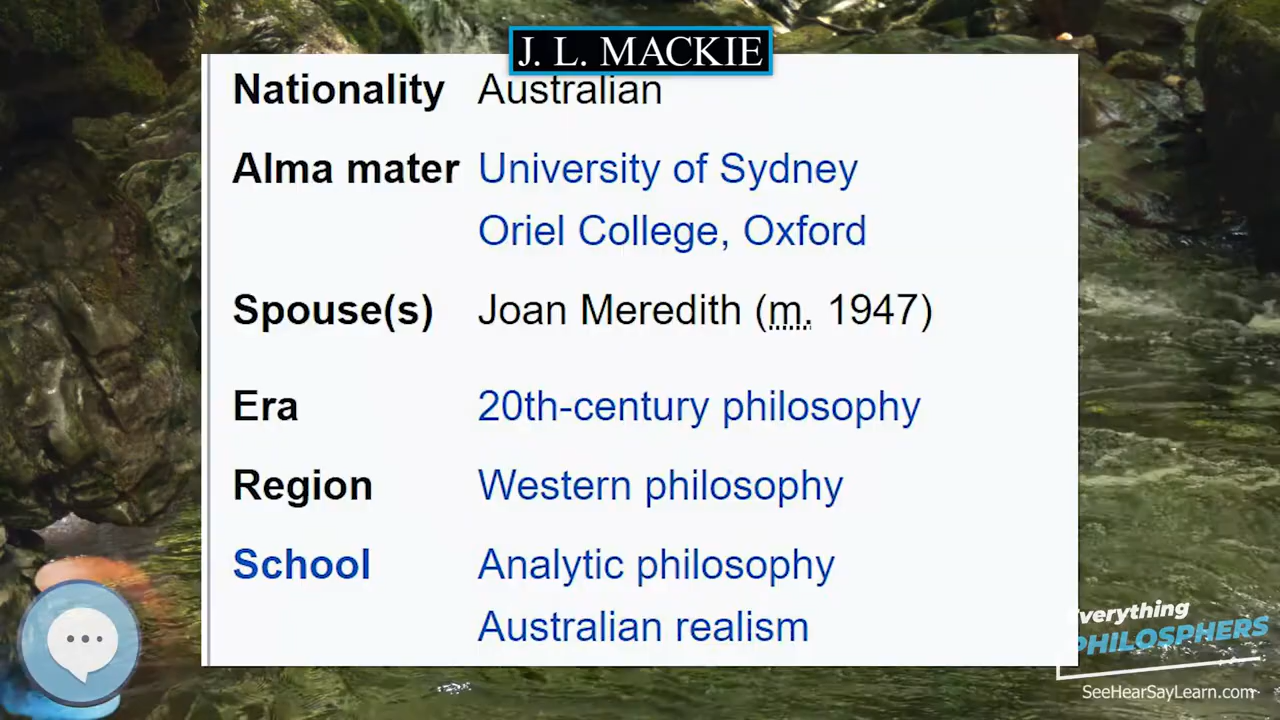 J. L. MACKIE
Nationality Australian
Alma mater University of Sydney
Oriel College, Oxford
Spouse(s) Joan Meredith (m. 1947)
Era 20th-century philosophy
Region Western philosophy
School Analytic philosophy
Australian realism
Everything
PHILOSPHERS
SeeHearSayLearn.com